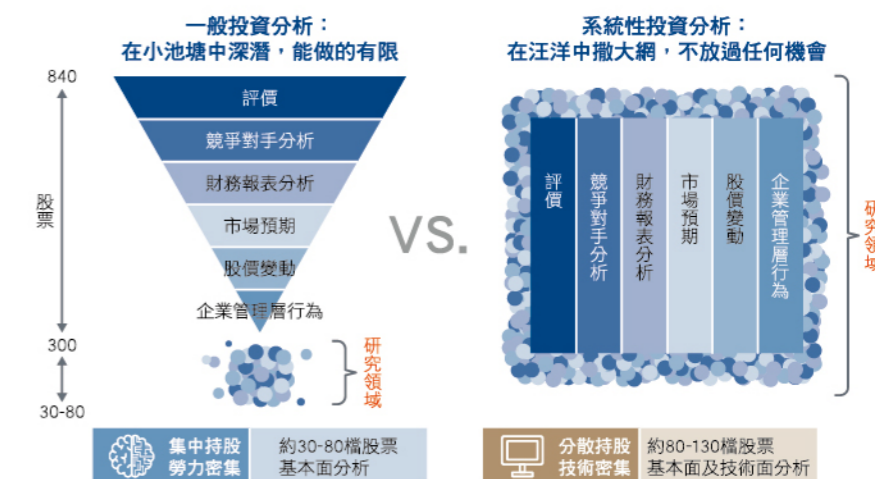 一般投資分析：
在小池塘中深潛，能做的有限
840
股票
300
30-80
評價
競爭對手分析
財務報表分析
市場預期
股價變動
企業管理層行為
研究領域
集中持股
勞力密集
約30-80檔股票
基本面分析
VS.
系統性投資分析：
在汪洋中撒大網，不放過任何機會
評價
競爭對手分析
財務報表分析
市場預期
股價變動
企業管理層行為
研究領域
分散持股
技術密集
約80-130檔股票
基本面及技術面分析